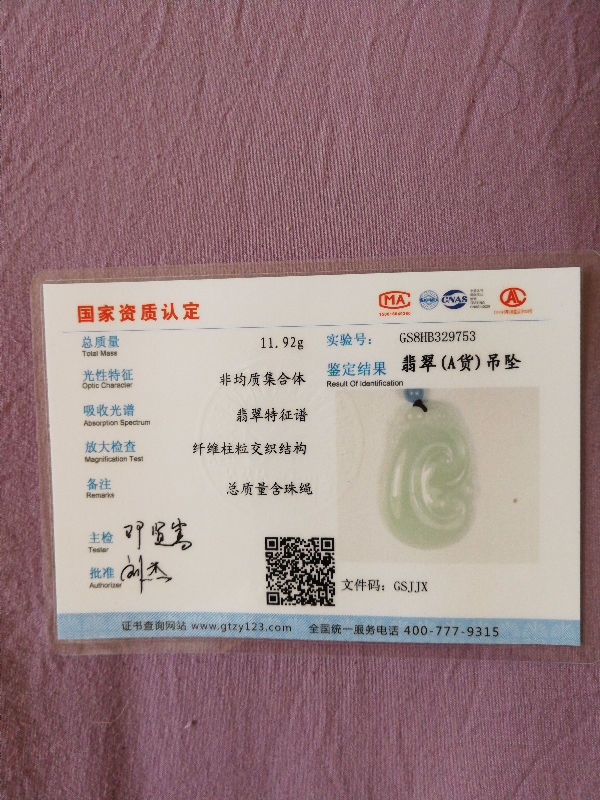 国家资质认定
MA
CNAS
AL
总质量 11.92g
Total Mass
光性特征 非均质集合体
Optic Character
吸收光谱 翡翠特征谱
Absorption Spectrum
放大检查 纤维柱粒交织结构
Magnification Test
备注 总质量含珠绳
Remarks
主检
Tester
批准 刘杰
Authorizer
实验号: GS8HB329753
鉴定结果 翡翠(A货)吊坠
Result Of Identification
文件码: GSJJX
证书查询网站 www.gtzy123.com 全国统一服务电话 400-777-9315